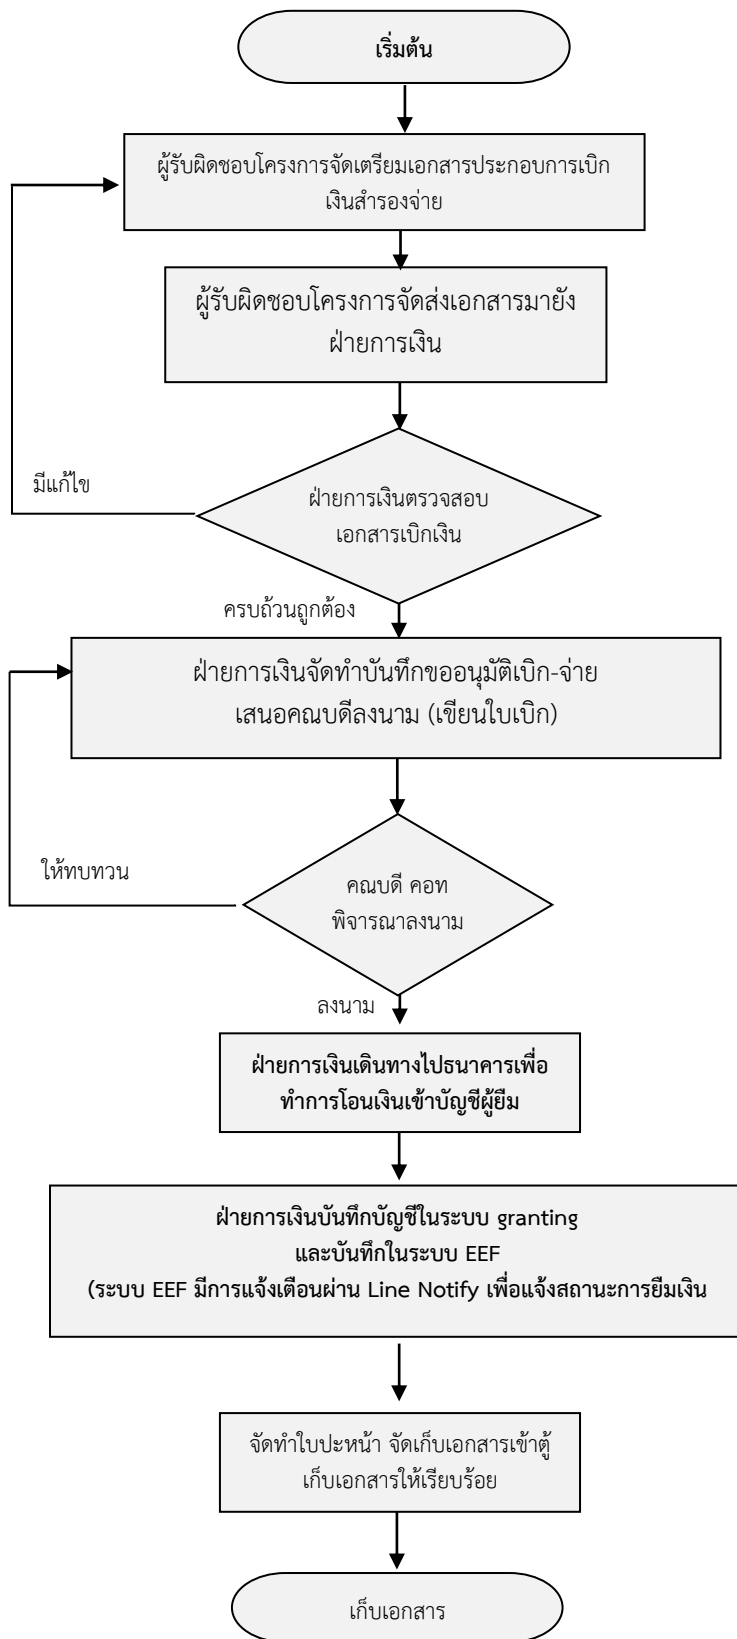 เริ่มต้น
ผู้รับผิดชอบโครงการจัดเตรียมเอกสารประกอบการเบิก
เงินสำรองจ่าย
ผู้รับผิดชอบโครงการจัดส่งเอกสารมายัง
ฝ่ายการเงิน
มีแก้ไข
ฝ่ายการเงินตรวจสอบ
เอกสารเบิกเงิน
ครบถ้วนถูกต้อง
ฝ่ายการเงินจัดทำบันทึกขออนุมัติเบิก-จ่าย
เสนอคณบดีลงนาม (เขียนใบเบิก)
ให้ทบทวน
คณบดี คอท
พิจารณาลงนาม
ลงนาม
ฝ่ายการเงินเดินทางไปธนาคารเพื่อ
ทำการโอนเงินเข้าบัญชีผู้ยืม
ฝ่ายการเงินบันทึกบัญชีในระบบ granting
และบันทึกในระบบ EEF
(ระบบ EEF มีการแจ้งเตือนผ่าน Line Notify เพื่อแจ้งสถานะการยืมเงิน
จัดทำใบปะหน้า จัดเก็บเอกสารเข้าตู้
เก็บเอกสารให้เรียบร้อย
เก็บเอกสาร